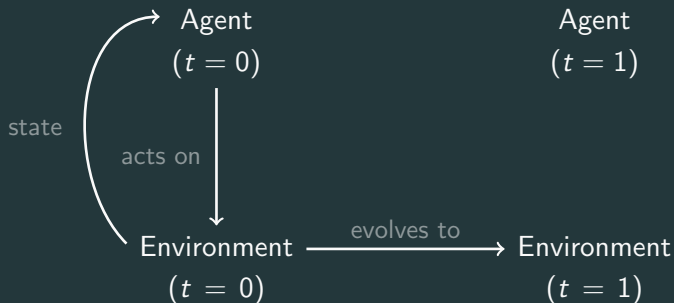 Agent
(t = 0)
Agent
(t = 1)
state
acts on
evolves to
Environment
(t = 0)
Environment
(t = 1)